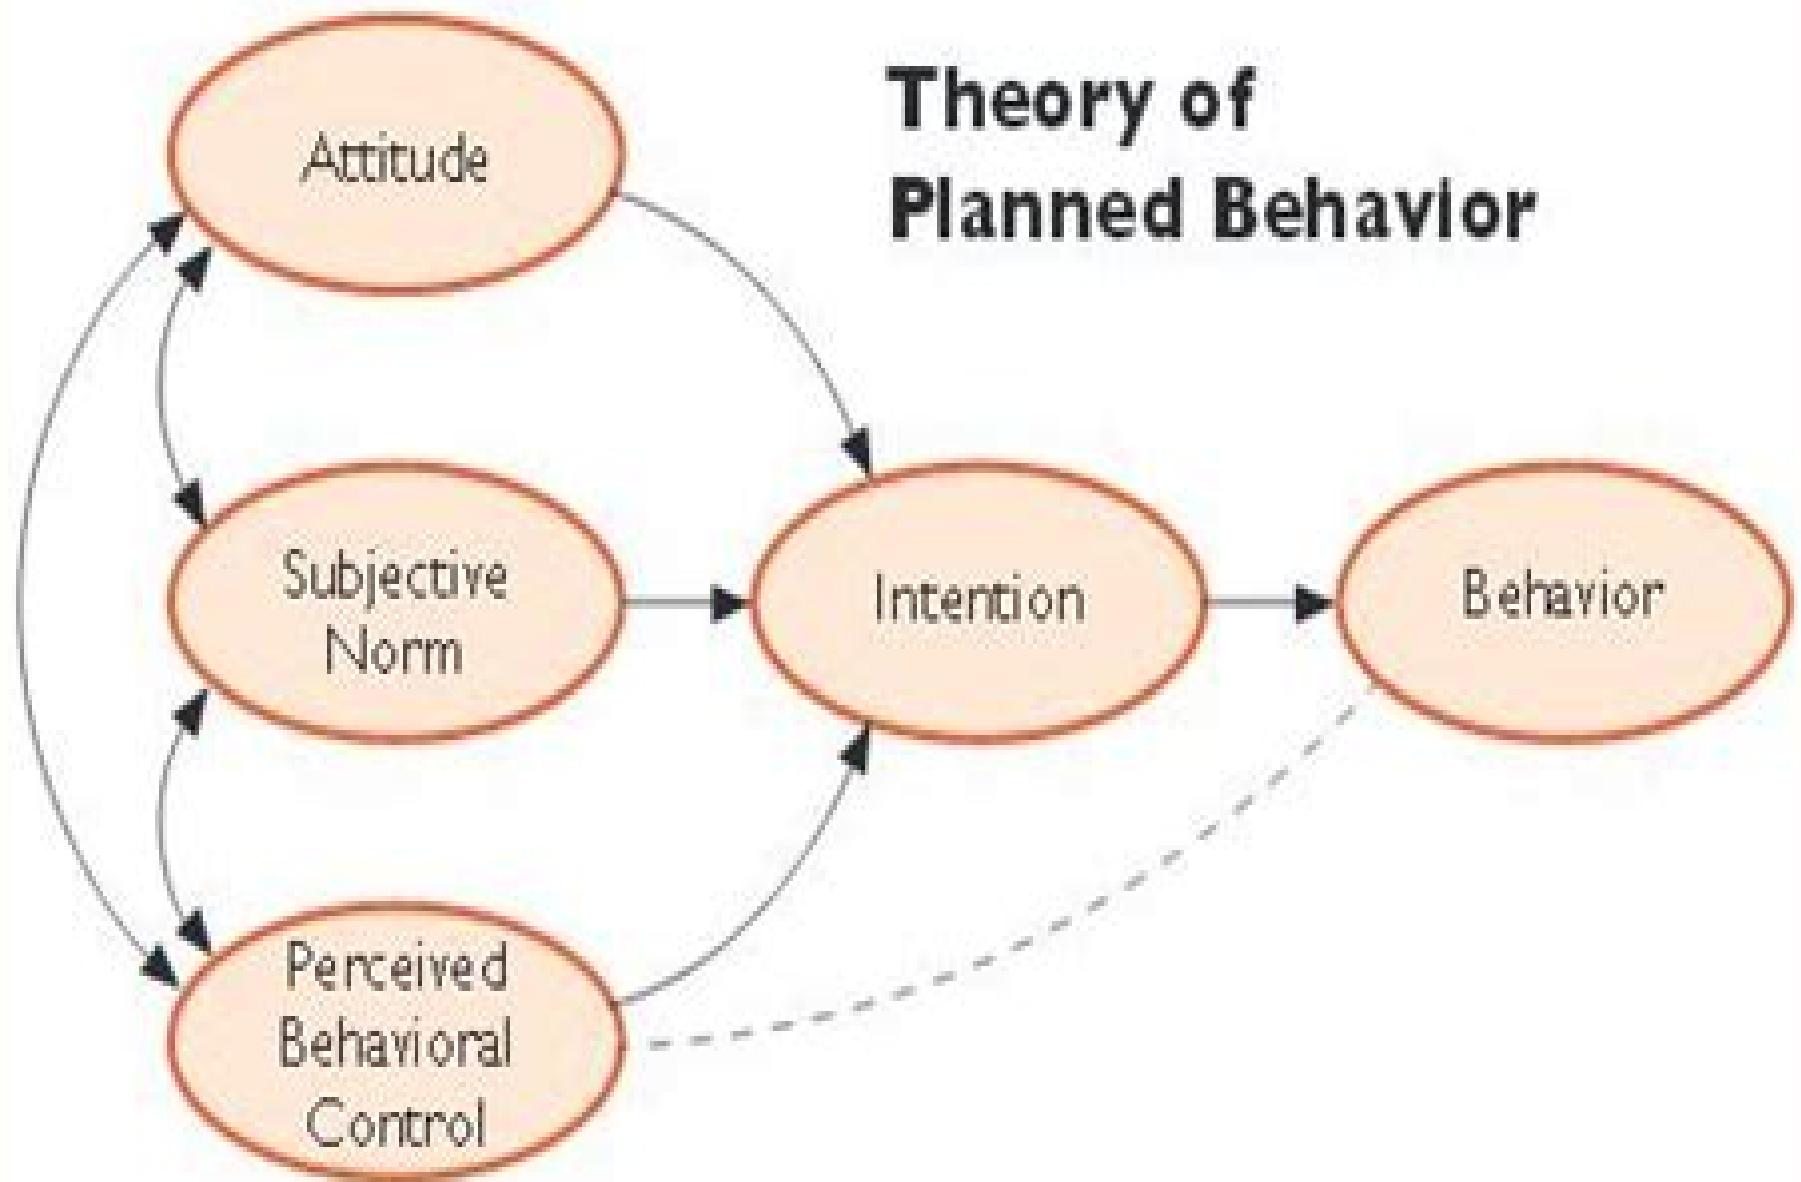 Theory of
Planned Behavior
Attitude
Subjective
Norm
Intention
Behavior
Perceived
Behavioral
Control